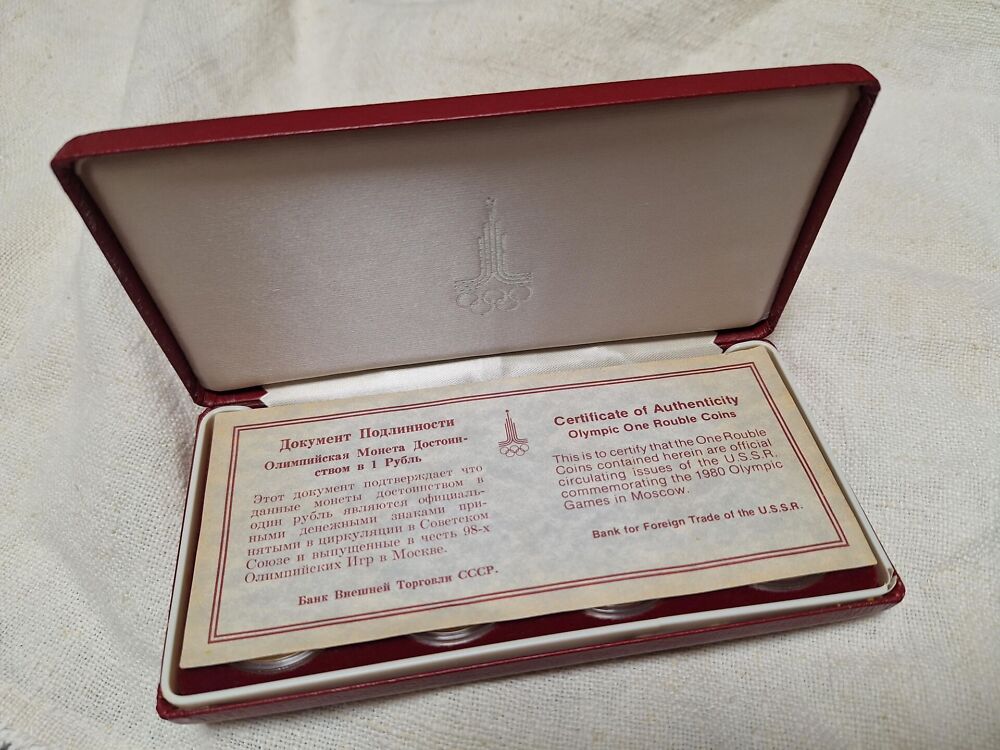 Документ Подлинности
Олимпийская Монета Достоин-
ством в 1 Рубль
Этот документ подтверждает что
данные монеты достоинством в
один рубль являются официаль-
ными денежными знаками при-
нятыми в циркуляции в Советском
Союзе и выпущенные в честь 98-х
Олимпийских Игр в Москве.
Банк Внешней Торговли СССР.
Certificate of Authenticity
Olympic One Rouble Coins
This is to certify that the One Rouble
Coins contained herein are official
circulating issues of the U.S.S.R.
commemorating the 1980 Olympic
Games in Moscow.
Bank for Foreign Trade of the U.S.S.R.